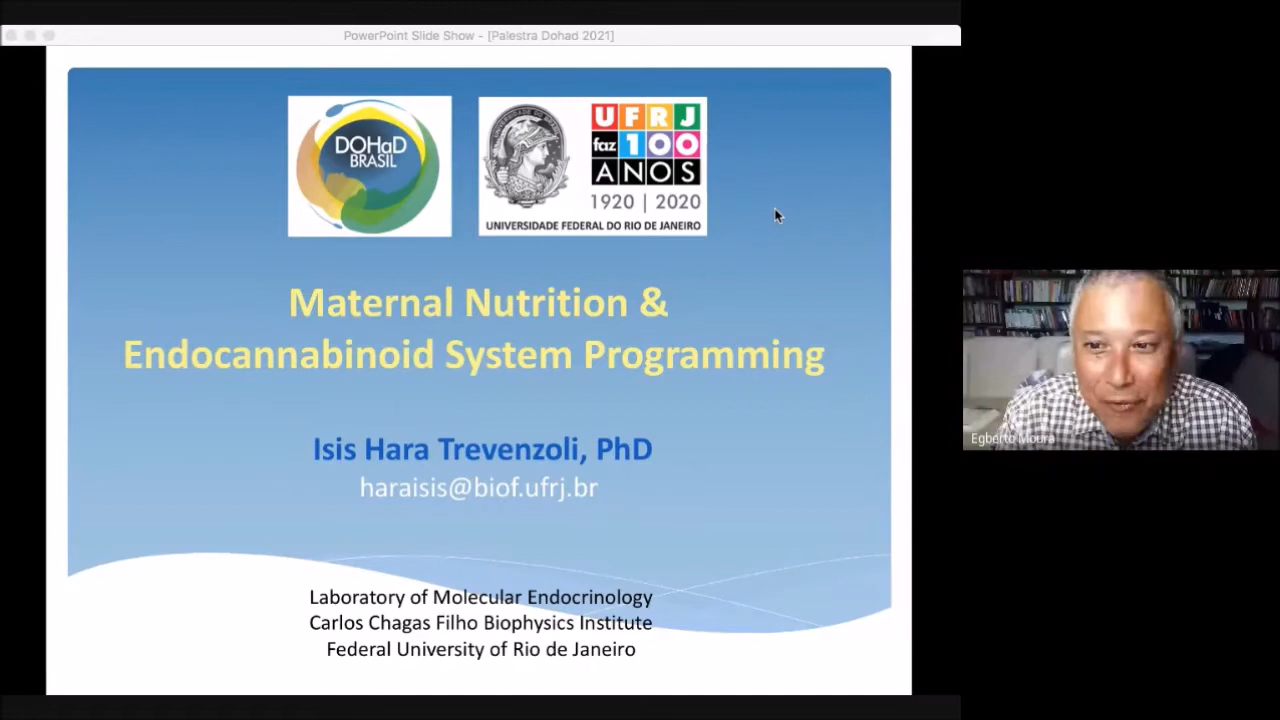 PowerPoint Slide Show - [Palestra Dohad 2021]
DOHaD
BRASIL
UFRJ
faz 100
ANOS
1920 | 2020
UNIVERSIDADE FEDERAL DO RIO DE JANEIRO
Maternal Nutrition &
Endocannabinoid System Programming
Isis Hara Trevenzoli, PhD
haraisis@biof.ufrj.br
Egberto Moura
Laboratory of Molecular Endocrinology
Carlos Chagas Filho Biophysics Institute
Federal University of Rio de Janeiro